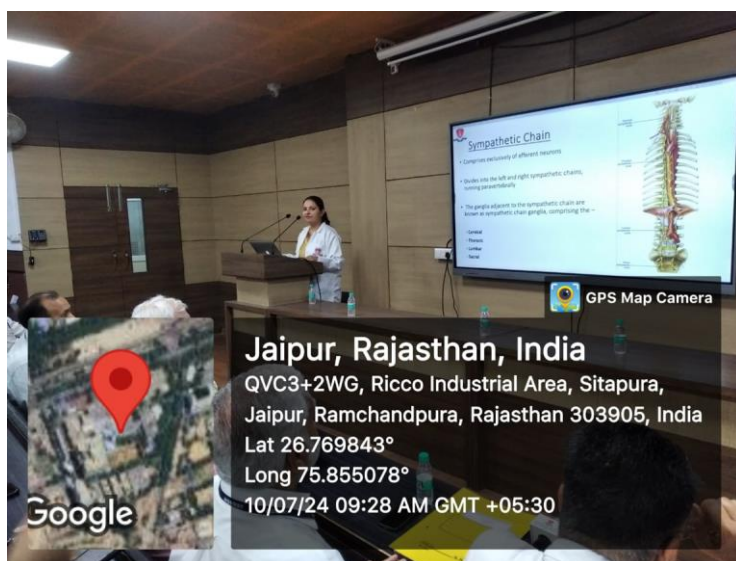 Sympathetic Chain
• Comprises exclusively of efferent neurons
• Divides into the left and right sympathetic chains,
running paravertebrally
• The ganglia adjacent to the sympathetic chain are
known as sympathetic chain ganglia, comprising the –
- Cervical
- Thoracic
- Lumbar
- Sacral
GPS Map Camera
Jaipur, Rajasthan, India
QVC3+2WG, Ricco Industrial Area, Sitapura,
Jaipur, Ramchandpura, Rajasthan 303905, India
Lat 26.769843°
Long 75.855078°
10/07/24 09:28 AM GMT +05:30
Google